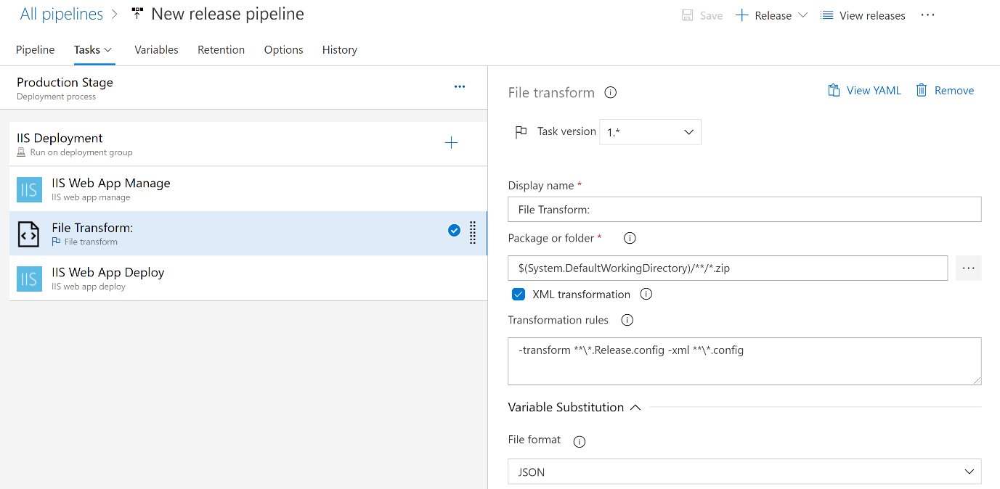 All pipelines > New release pipeline
Save Release View releases ...
Pipeline Tasks Variables Retention Options History
Production Stage
Deployment process
...
IIS Deployment
Run on deployment group
IIS
IIS Web App Manage
IIS web app manage
File Transform:
File transform
IIS
IIS Web App Deploy
IIS web app deploy
File transform
View YAML Remove
Task version 1.*
Display name *
File Transform:
Package or folder *
$(System.DefaultWorkingDirectory)/**/*.zip
...
XML transformation
Transformation rules
-transform **\*.Release.config -xml **\*.config
Variable Substitution
File format
JSON